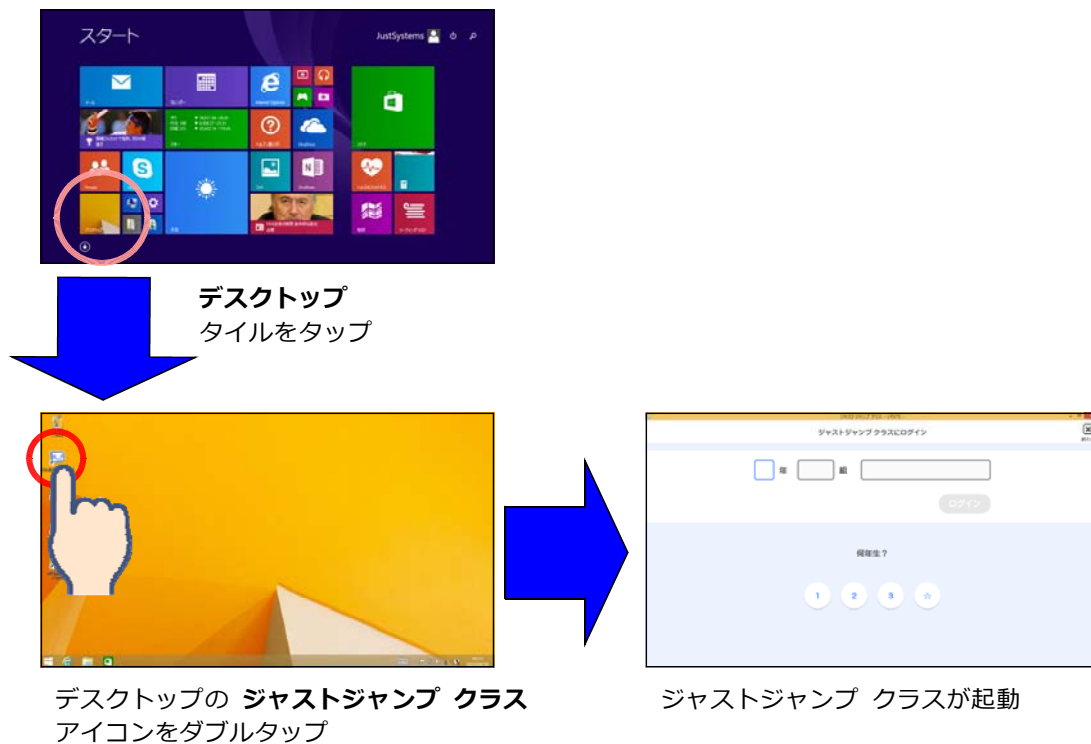 スタート
JustSystems
デスクトップ
タイルをタップ
ジャストジャンプ クラスにログイン
年 組
ログイン
何年生？
1 2 3 ☆
デスクトップの ジャストジャンプ クラス
アイコンをダブルタップ
ジャストジャンプ クラスが起動